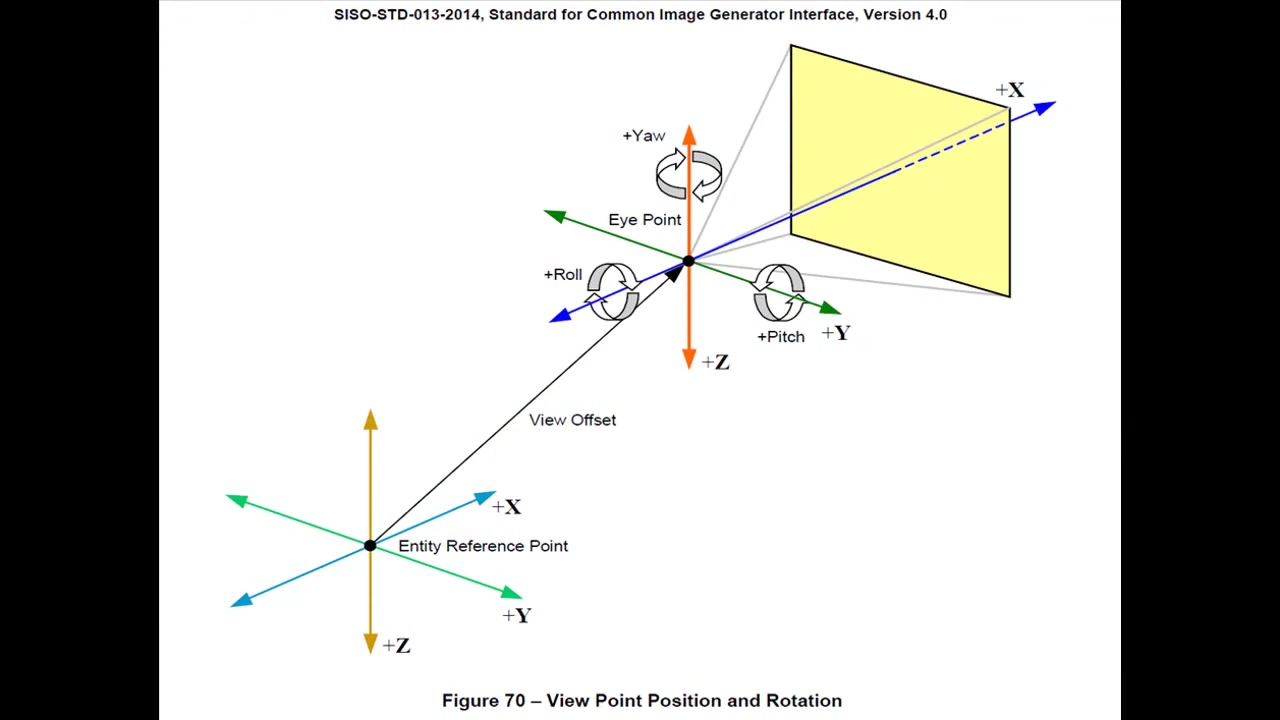 SISO-STD-013-2014, Standard for Common Image Generator Interface, Version 4.0
+X
+Yaw
Eye Point
+Roll
+Pitch
+Y
+Z
View Offset
+X
Entity Reference Point
+Y
+Z
Figure 70 – View Point Position and Rotation